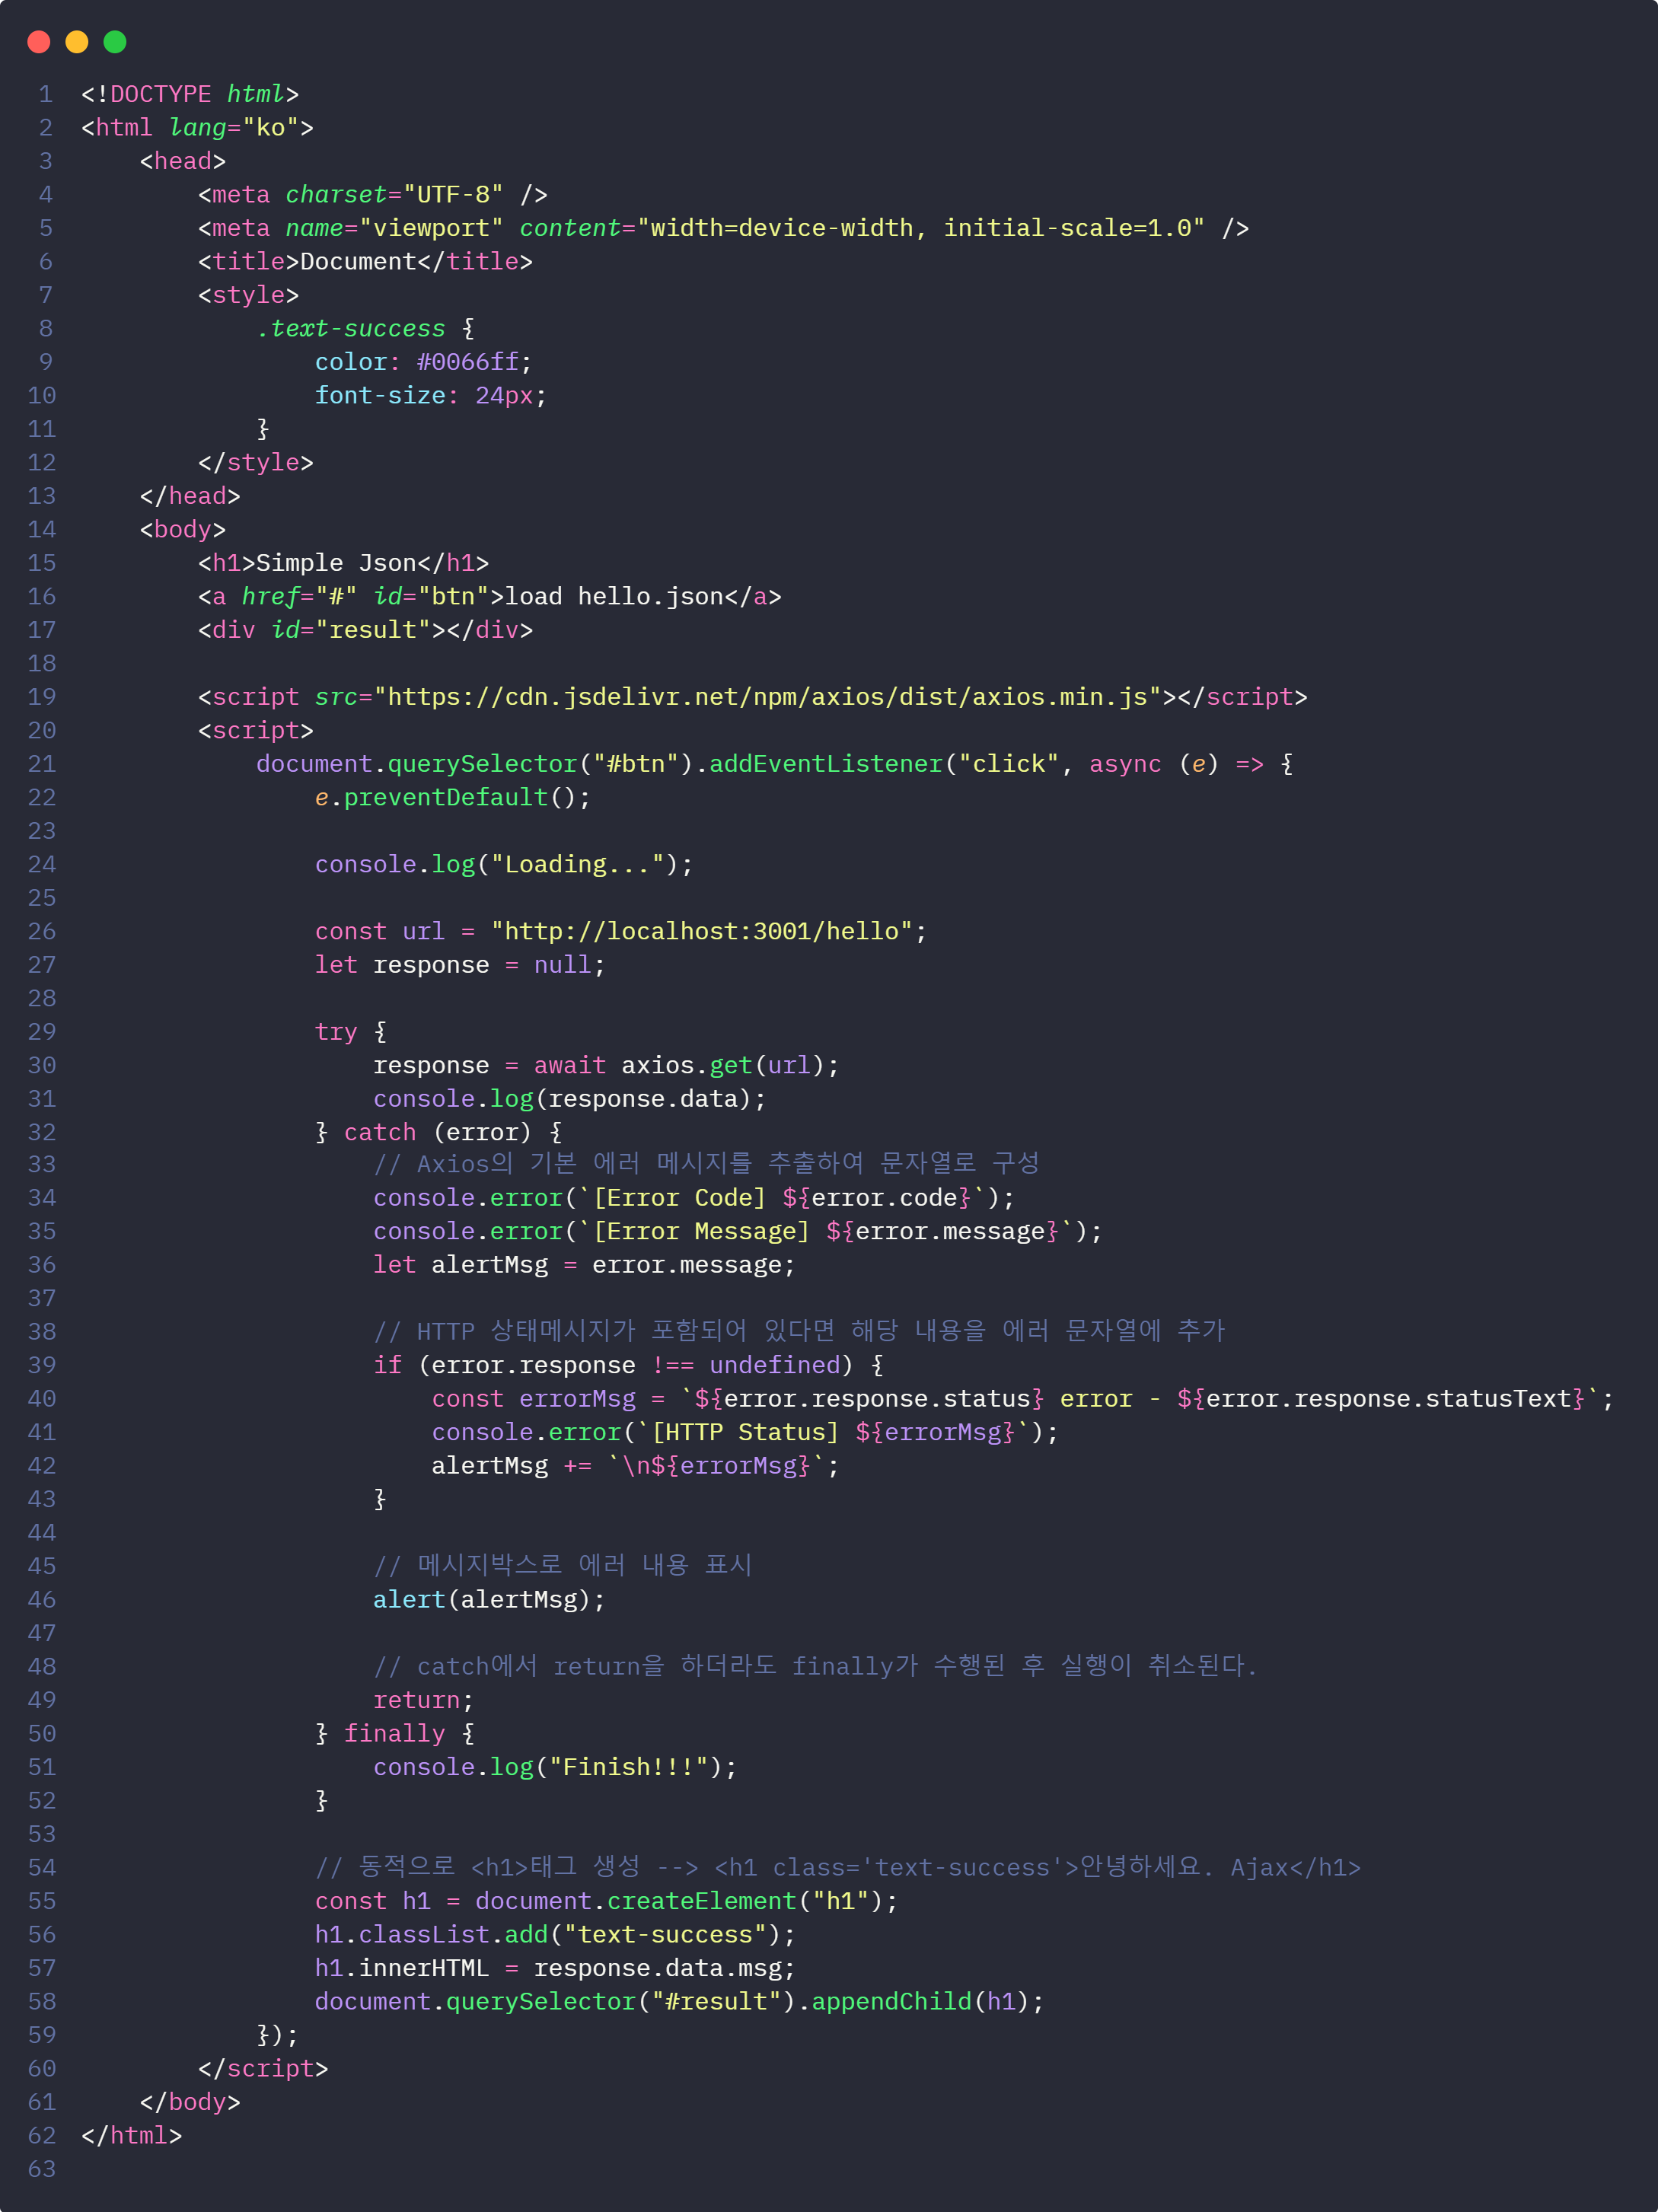 1 <!DOCTYPE html>
2 <html lang="ko">
3     <head>
4         <meta charset="UTF-8" />
5         <meta name="viewport" content="width=device-width, initial-scale=1.0" />
6         <title>Document</title>
7         <style>
8             .text-success {
9                 color: #0066ff;
10                 font-size: 24px;
11             }
12         </style>
13     </head>
14     <body>
15         <h1>Simple Json</h1>
16         <a href="#" id="btn">load hello.json</a>
17         <div id="result"></div>
18
19         <script src="https://cdn.jsdelivr.net/npm/axios/dist/axios.min.js"></script>
20         <script>
21             document.querySelector("#btn").addEventListener("click", async (e) => {
22                 e.preventDefault();
23
24                 console.log("Loading...");
25
26                 const url = "http://localhost:3001/hello";
27                 let response = null;
28
29                 try {
30                     response = await axios.get(url);
31                     console.log(response.data);
32                 } catch (error) {
33                     // Axios의 기본 에러 메시지를 추출하여 문자열로 구성
34                     console.error(`[Error Code] ${error.code}`);
35                     console.error(`[Error Message] ${error.message}`);
36                     let alertMsg = error.message;
37
38                     // HTTP 상태메시지가 포함되어 있다면 해당 내용을 에러 문자열에 추가
39                     if (error.response !== undefined) {
40                         const errorMsg = `${error.response.status} error - ${error.response.statusText}`;
41                         console.error(`[HTTP Status] ${errorMsg}`);
42                         alertMsg += `\n${errorMsg}`;
43                     }
44
45                     // 메시지박스로 에러 내용 표시
46                     alert(alertMsg);
47
48                     // catch에서 return을 하더라도 finally가 수행된 후 실행이 취소된다.
49                     return;
50                 } finally {
51                     console.log("Finish!!!");
52                 }
53
54                 // 동적으로 <h1>태그 생성 --> <h1 class='text-success'>안녕하세요. Ajax</h1>
55                 const h1 = document.createElement("h1");
56                 h1.classList.add("text-success");
57                 h1.innerHTML = response.data.msg;
58                 document.querySelector("#result").appendChild(h1);
59             });
60         </script>
61     </body>
62 </html>
63